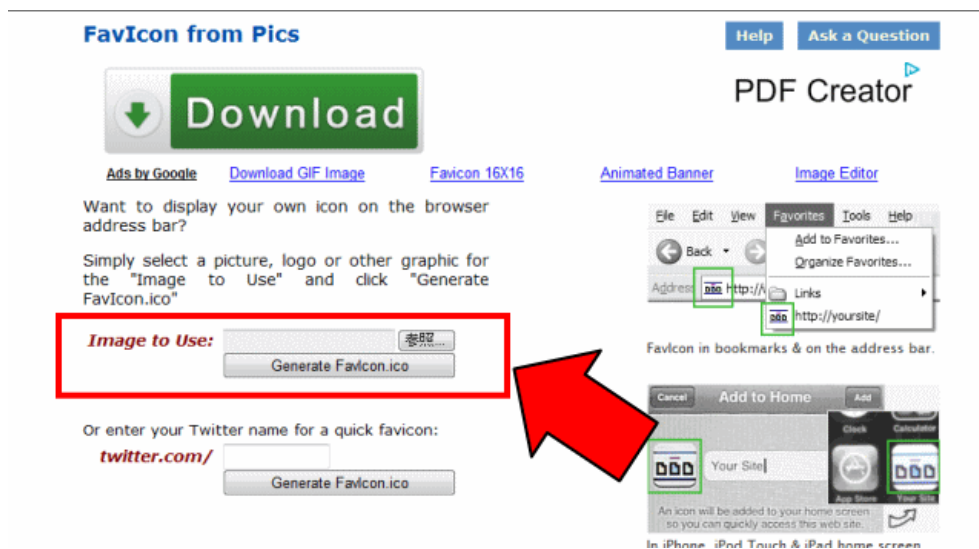 FavIcon from Pics
Help
Ask a Question
Download
PDF Creator
Ads by Google
Download GIF Image
Favicon 16X16
Animated Banner
Image Editor
Want to display your own icon on the browser
address bar?
Simply select a picture, logo or other graphic for
the "Image to Use" and click "Generate
FavIcon.ico"
Image to Use:
参照...
Generate FavIcon.ico
Or enter your Twitter name for a quick favicon:
twitter.com/
Generate FavIcon.ico
File Edit View Favorites Tools Help
Back
Add to Favorites...
Organize Favorites...
Address
http://
Links
http://yoursite/
FavIcon in bookmarks & on the address bar.
Cancel
Add to Home
Add
Clock
Calculator
Your Site
App Store
Your Site
An icon will be added to your home screen
so you can quickly access this web site.
In iPhone, iPod Touch & iPad home screen